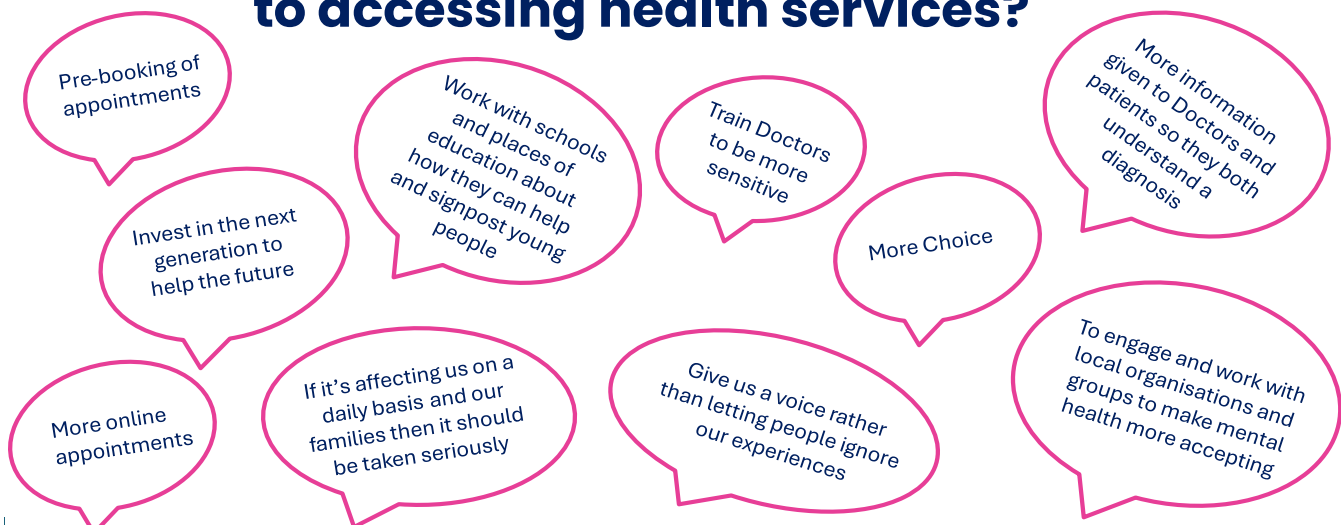 to accessing health services?
Pre-booking of
appointments
Work with schools
and places of
education about
how they can help
and signpost young
people
Train Doctors
to be more
sensitive
More information
given to Doctors and
patients so they both
understand a
diagnosis
Invest in the next
generation to
help the future
More Choice
More online
appointments
If it’s affecting us on a
daily basis and our
families then it should
be taken seriously
Give us a voice rather
than letting people ignore
our experiences
To engage and work with
local organisations and
groups to make mental
health more accepting